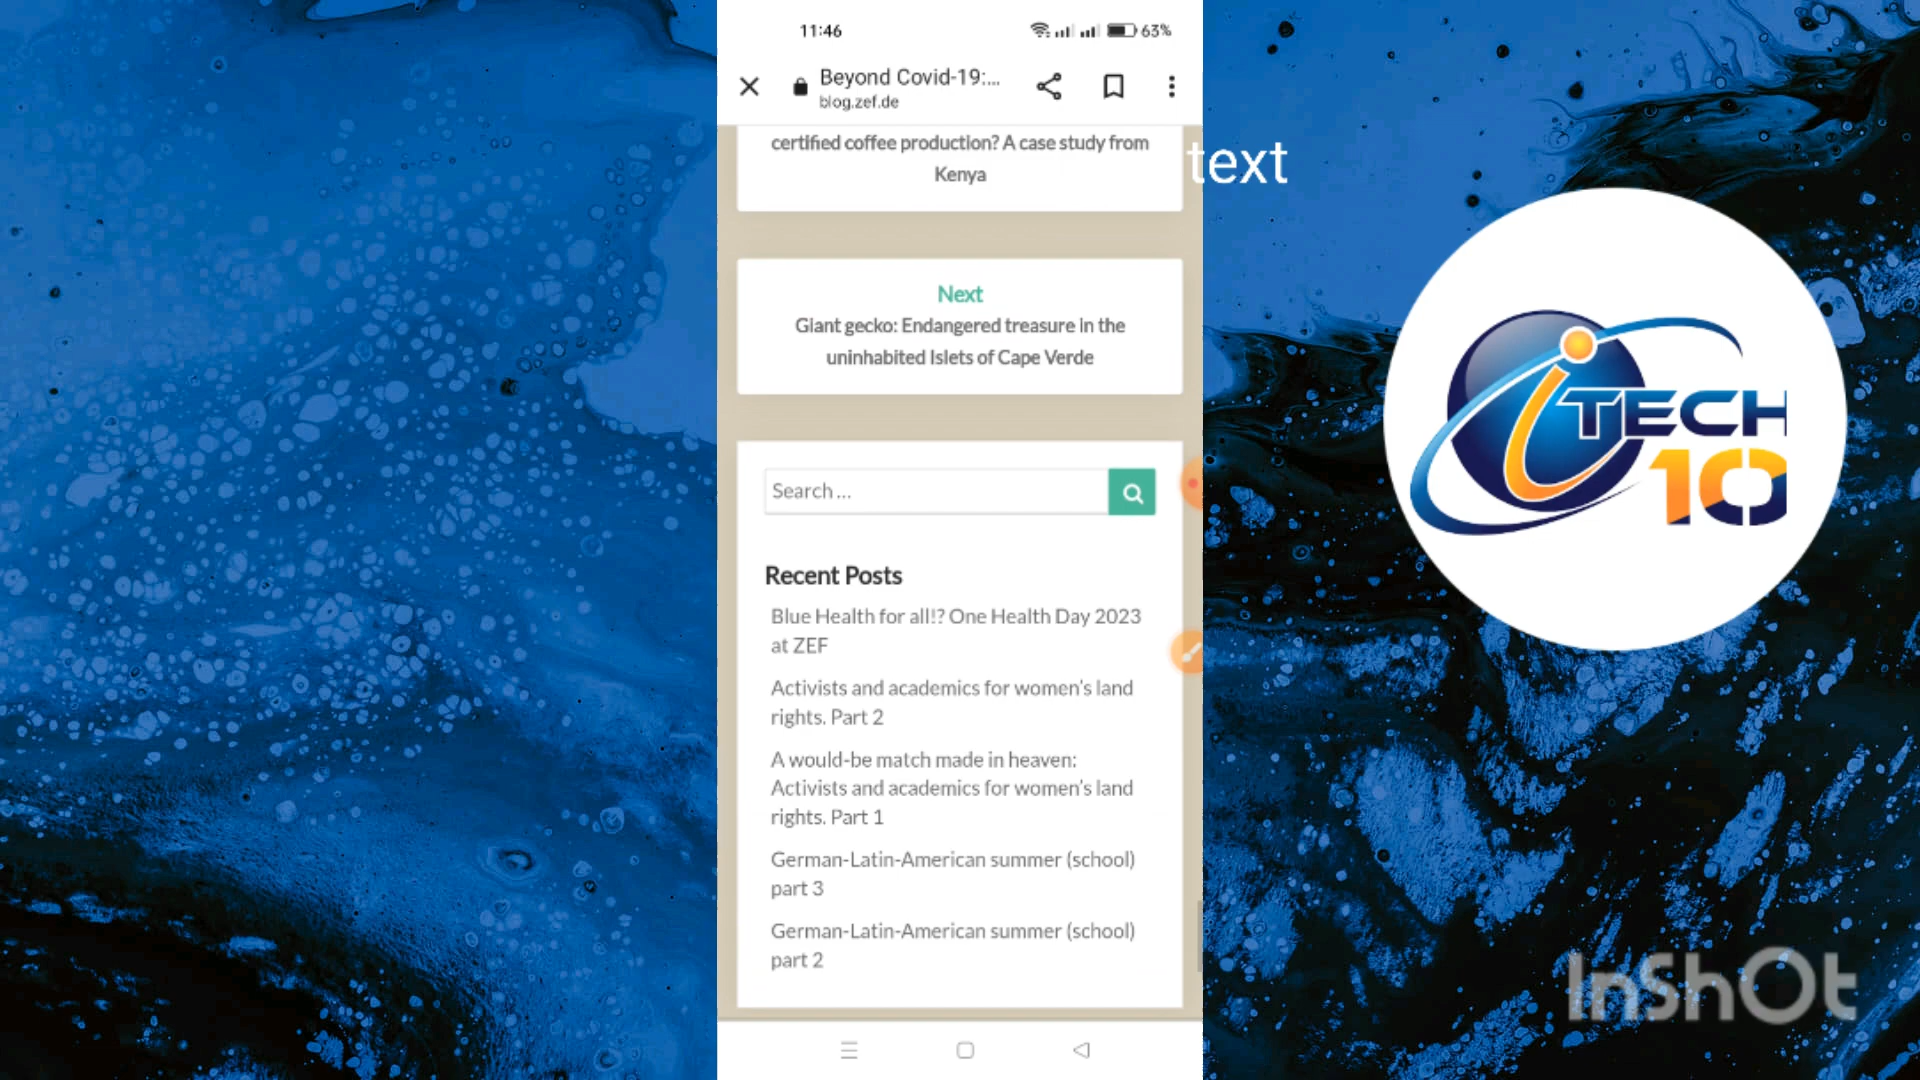 11:46
63%
Beyond Covid-19:...
blog.zef.de
certified coffee production? A case study from
Kenya
text
Next
Giant gecko: Endangered treasure in the
uninhabited Islets of Cape Verde
Search ...
Recent Posts
Blue Health for all!? One Health Day 2023
at ZEF
Activists and academics for women's land
rights. Part 2
A would-be match made in heaven:
Activists and academics for women's land
rights. Part 1
German-Latin-American summer (school)
part 3
German-Latin-American summer (school)
part 2
iTECH
10
InShOt